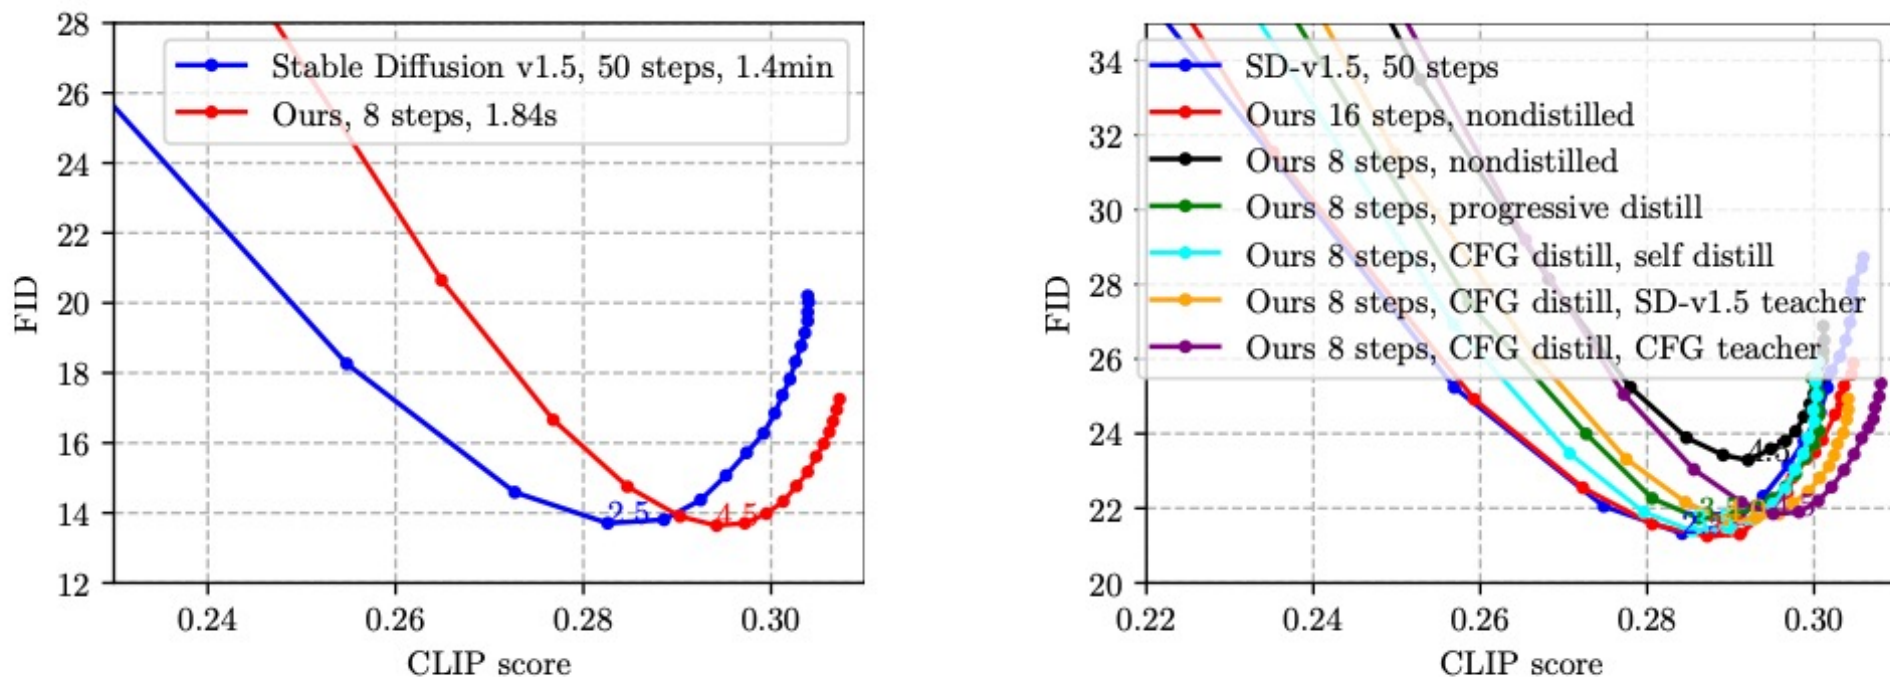 28
26
24
22
20
18
16
14
12
FID
Stable Diffusion v1.5, 50 steps, 1.4min
Ours, 8 steps, 1.84s
2.5
4.5
0.24
0.26
0.28
0.30
CLIP score
34
32
30
28
26
24
22
20
FID
SD-v1.5, 50 steps
Ours 16 steps, nondistilled
Ours 8 steps, nondistilled
Ours 8 steps, progressive distill
Ours 8 steps, CFG distill, self distill
Ours 8 steps, CFG distill, SD-v1.5 teacher
Ours 8 steps, CFG distill, CFG teacher
4.5
0.22
0.24
0.26
0.28
0.30
CLIP score